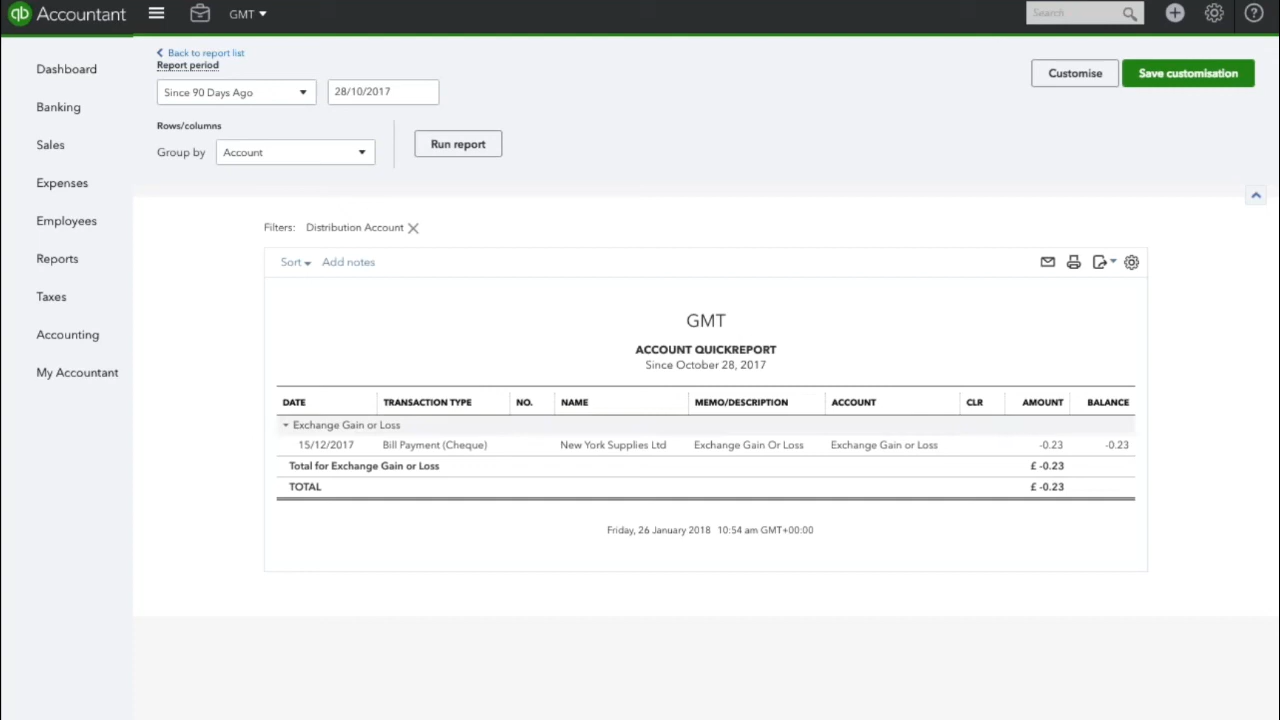 qb Accountant GMT Search ?
Back to report list
Report period
Customise Save customisation
Since 90 Days Ago 28/10/2017
Rows/columns
Group by Account Run report
Dashboard
Banking
Sales
Expenses
Employees
Reports
Taxes
Accounting
My Accountant
Filters: Distribution Account
Sort Add notes
GMT
ACCOUNT QUICKREPORT
Since October 28, 2017
DATE TRANSACTION TYPE NO. NAME MEMO/DESCRIPTION ACCOUNT CLR AMOUNT BALANCE
Exchange Gain or Loss
15/12/2017 Bill Payment (Cheque) New York Supplies Ltd Exchange Gain Or Loss Exchange Gain or Loss -0.23 -0.23
Total for Exchange Gain or Loss £ -0.23
TOTAL £ -0.23
Friday, 26 January 2018 10:54 am GMT+00:00